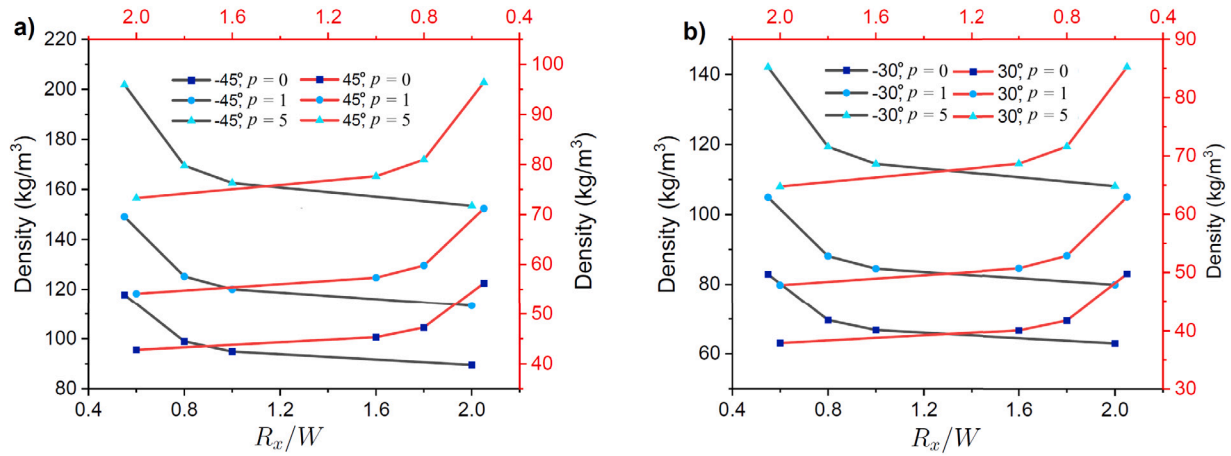 a)
2.0 1.6 1.2 0.8 0.4
220
200
180
160
140
120
100
80
Density (kg/m³)
-45°, p = 0 45°, p = 0
-45°, p = 1 45°, p = 1
-45°, p = 5 45°, p = 5
100
90
80
70
60
50
40
Density (kg/m³)
0.4 0.8 1.2 1.6 2.0
R_x/W
b)
2.0 1.6 1.2 0.8 0.4
140
120
100
80
60
Density (kg/m³)
-30°, p = 0 30°, p = 0
-30°, p = 1 30°, p = 1
-30°, p = 5 30°, p = 5
90
80
70
60
50
40
30
Density (kg/m³)
0.4 0.8 1.2 1.6 2.0
R_x/W